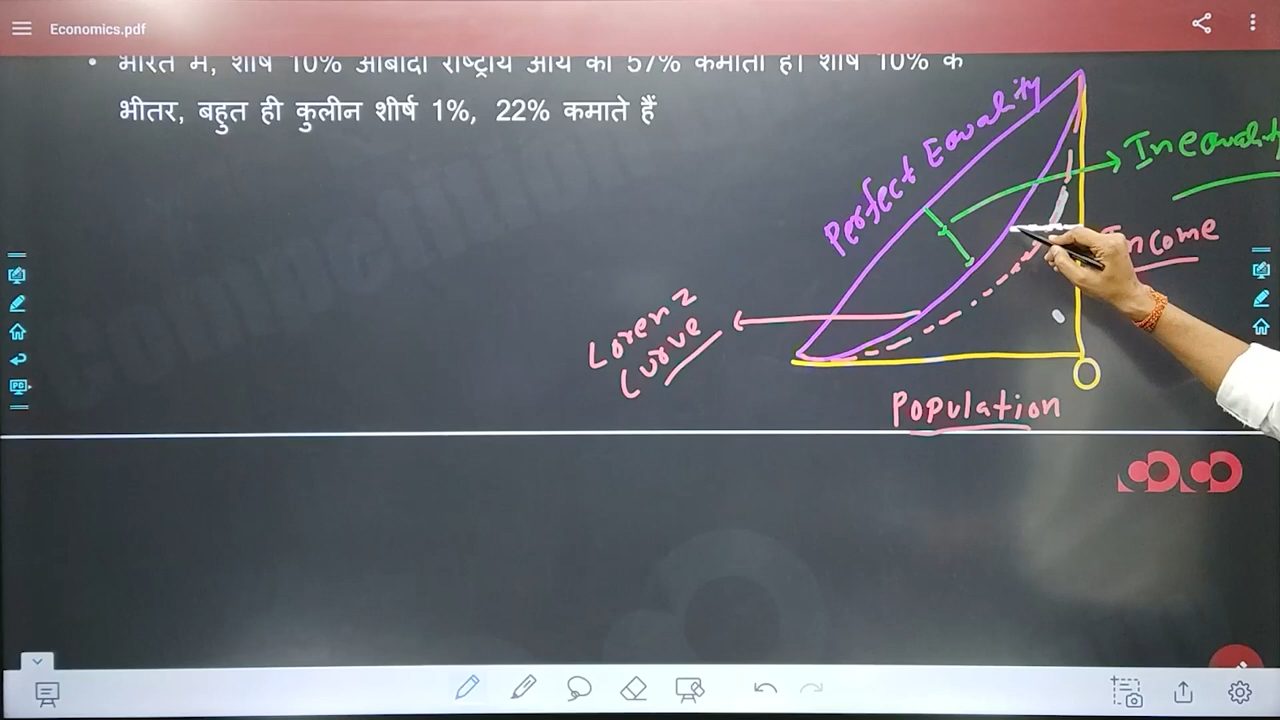 Economics.pdf
• भारत में, शीर्ष 10% आबादी राष्ट्रीय आय का 57% कमाता है। शीर्ष 10% के
भीतर, बहुत ही कुलीन शीर्ष 1%, 22% कमाते हैं
Perfect Equality
Inequality
Income
Lorenz
Curve
O
Population
PC